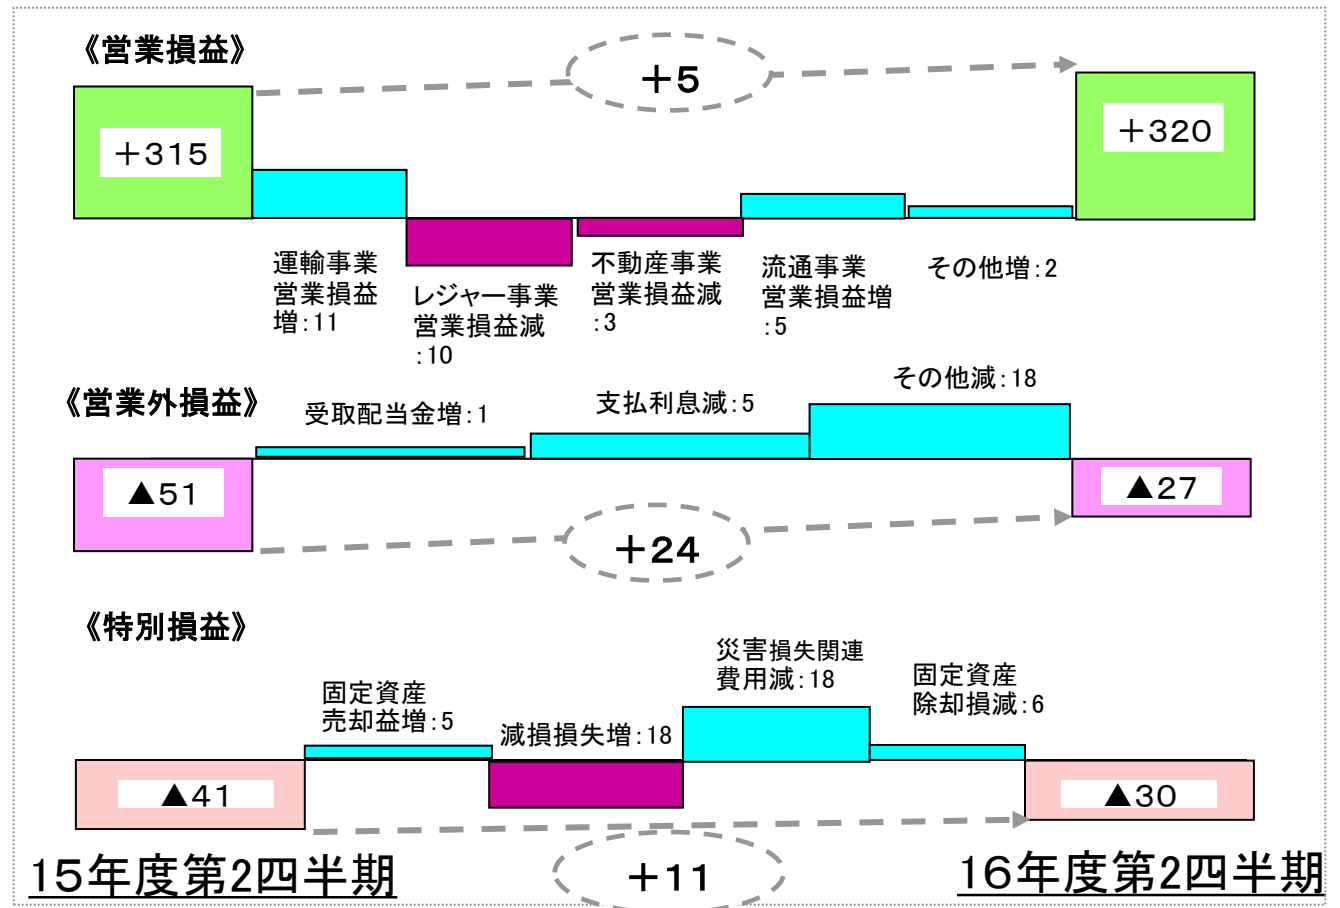 《営業損益》
＋5
＋315
＋320
運輸事業
営業損益
増：11
レジャー事業
営業損益減
：10
不動産事業
営業損益減
：3
流通事業
営業損益増
：5
その他増：2
《営業外損益》
受取配当金増：1
支払利息減：5
その他減：18
▲51
▲27
＋24
《特別損益》
固定資産
売却益増：5
減損損失増：18
災害損失関連
費用減：18
固定資産
除却損減：6
▲41
▲30
＋11
15年度第2四半期
16年度第2四半期